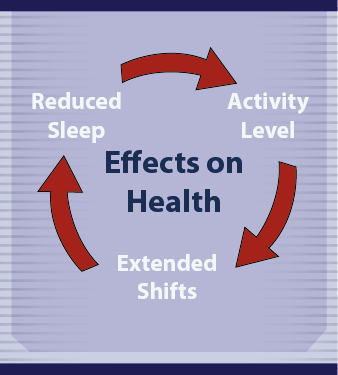 Reduced
Sleep
Activity
Level
Effects on
Health
Extended
Shifts